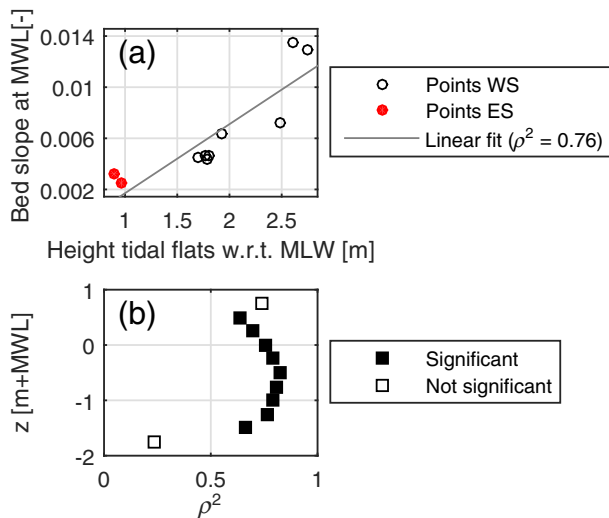 (a)
Bed slope at MWL[-]
0.014
0.01
0.006
0.002
1
1.5
2
2.5
Height tidal flats w.r.t. MLW [m]
Points WS
Points ES
Linear fit (ρ² = 0.76)
(b)
z [m+MWL]
1
0
-1
-2
0
0.5
1
ρ²
Significant
Not significant